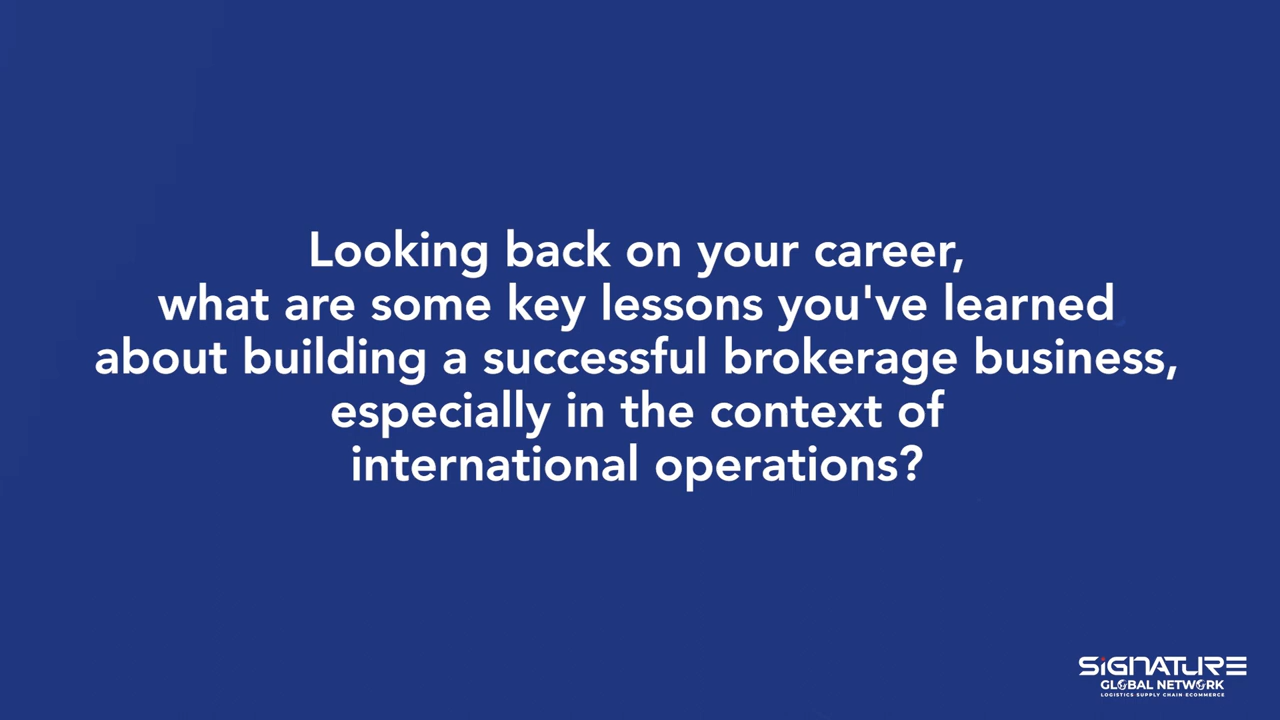 Looking back on your career,
what are some key lessons you've learned
about building a successful brokerage business,
especially in the context of
international operations?
SIGNATURE
GLOBAL NETWORK
LOGISTICS SUPPLY CHAIN ECOMMERCE